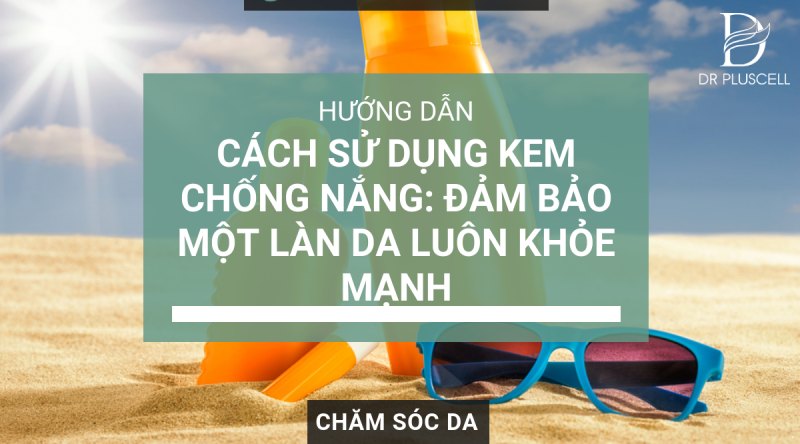 DR PLUSCELL
HƯỚNG DẪN
CÁCH SỬ DỤNG KEM
CHỐNG NẮNG: ĐẢM BẢO
MỘT LÀN DA LUÔN KHỎE
MẠNH
CHĂM SÓC DA